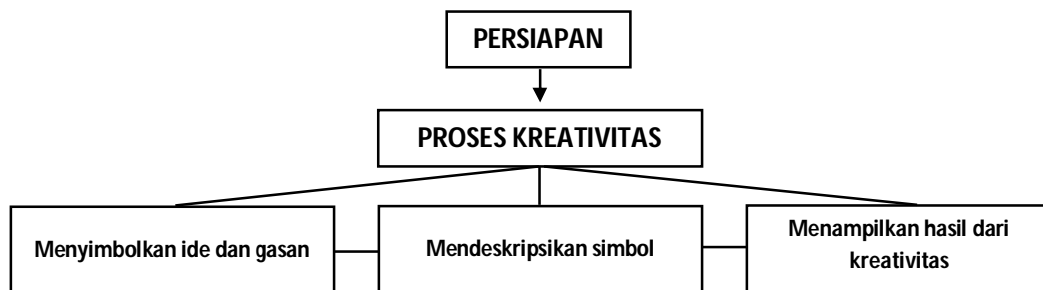 PERSIAPAN
PROSES KREATIVITAS
Menyimbolkan ide dan gasan
Mendeskripsikan simbol
Menampilkan hasil dari
kreativitas